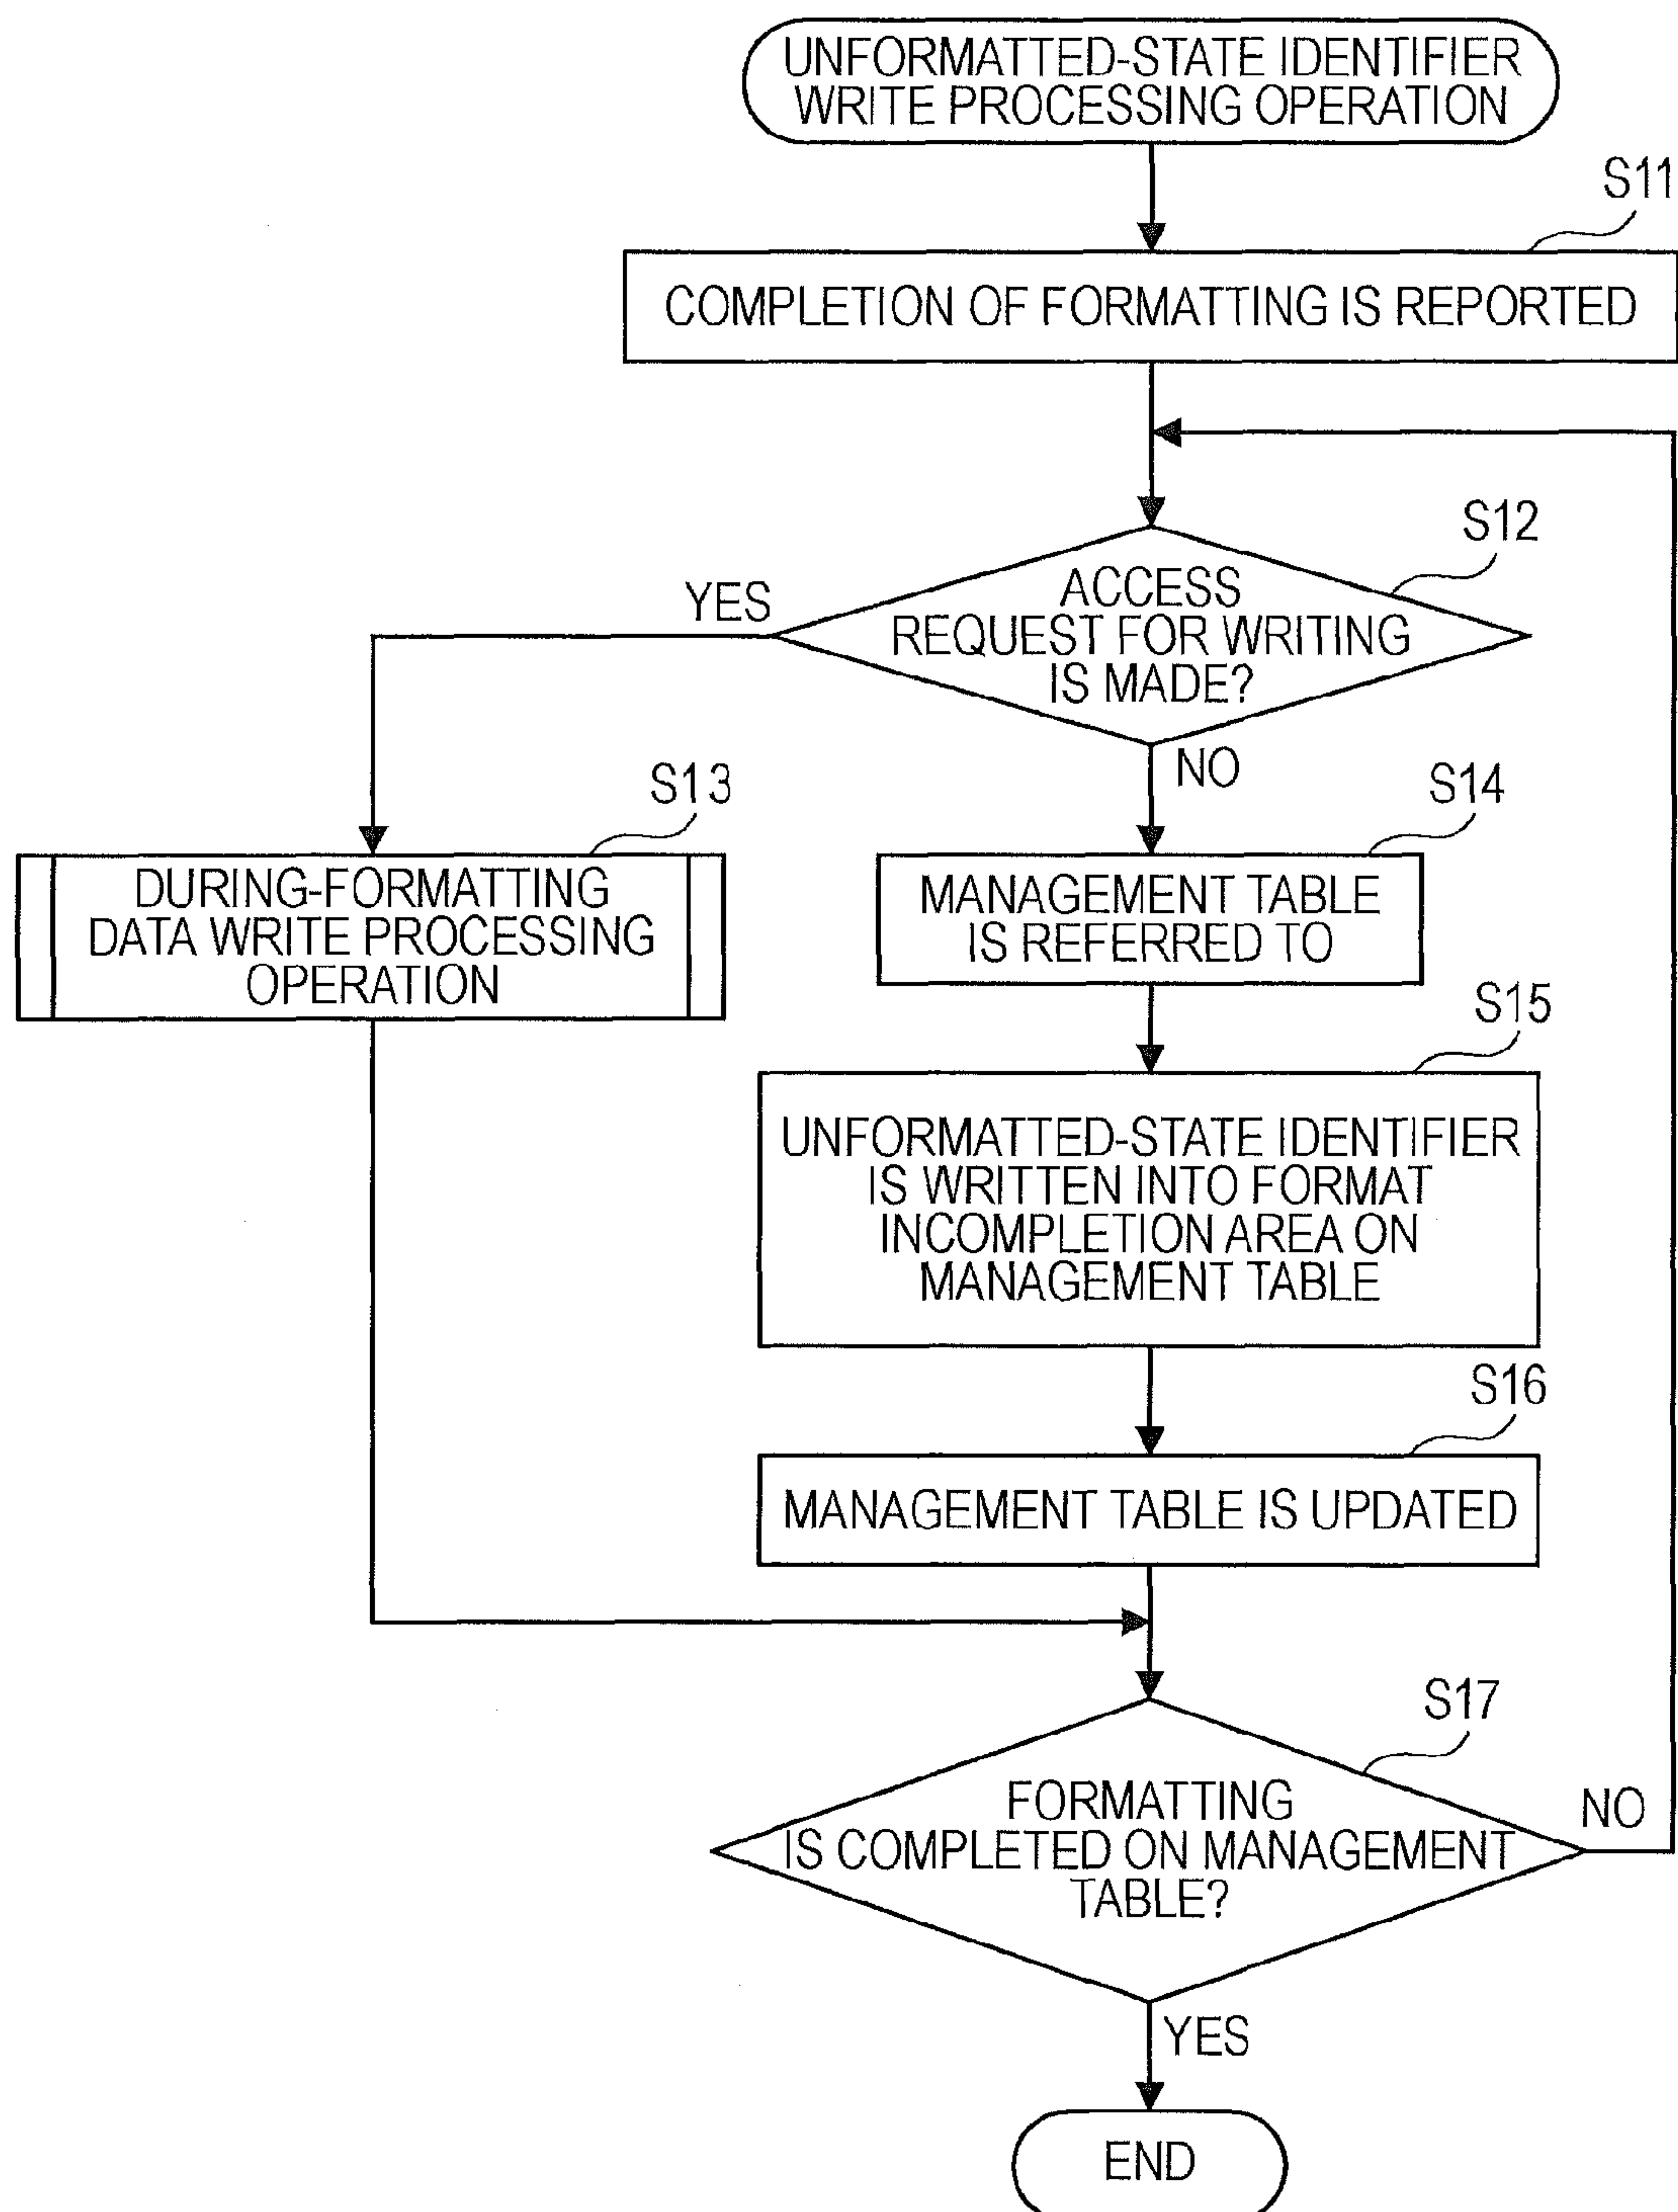 UNFORMATTED-STATE IDENTIFIER
WRITE PROCESSING OPERATION
S11
COMPLETION OF FORMATTING IS REPORTED
S12
ACCESS
REQUEST FOR WRITING
IS MADE?
YES
NO
S13
DURING-FORMATTING
DATA WRITE PROCESSING
OPERATION
S14
MANAGEMENT TABLE
IS REFERRED TO
S15
UNFORMATTED-STATE IDENTIFIER
IS WRITTEN INTO FORMAT
INCOMPLETION AREA ON
MANAGEMENT TABLE
S16
MANAGEMENT TABLE IS UPDATED
S17
FORMATTING
IS COMPLETED ON MANAGEMENT
TABLE?
NO
YES
END